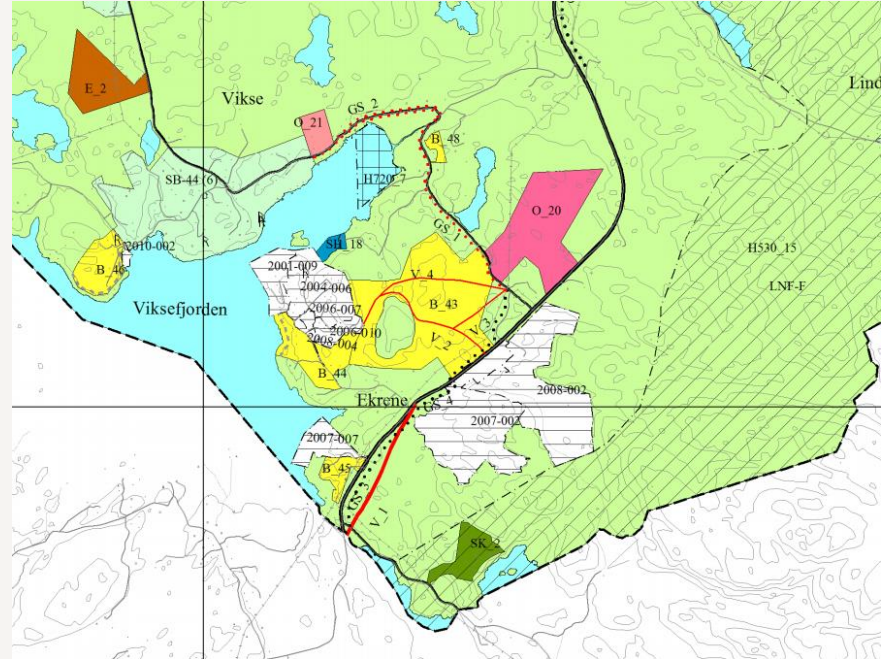 Lind
E_2
Vikse
GS_2
O_21
B_48
SB-44 (6)
H720_7
O_20
GS_1
SH_18
2010-002
B_46
H530_15
2001-009
V_4
2004-006
LNF-F
B_43
Viksefjorden
2006-007
V_3
2006-010
2008-004
V_2
B_44
2008-002
Ekrene
GS_4
2007-002
2007-007
B_45
GS_3
V_1
SK_2